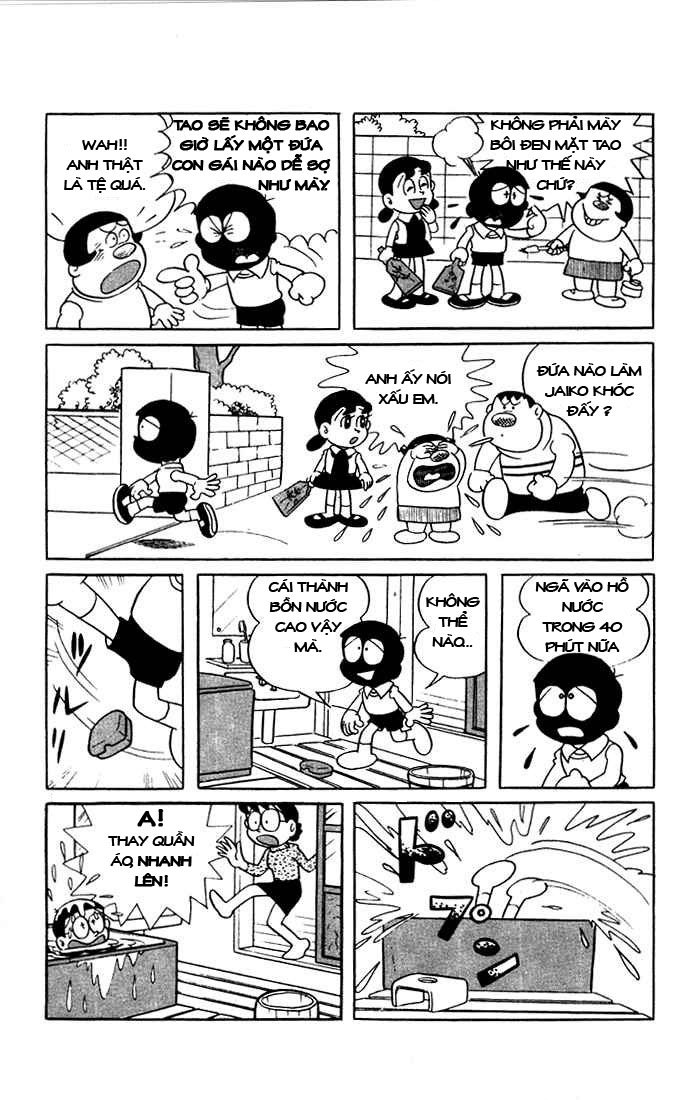 WAH!!
ANH THẬT
LÀ TỆ QUÁ.
TAO SẼ KHÔNG BAO
GIỜ LẤY MỘT ĐỨA
CON GÁI NÀO DỄ SỢ
NHƯ MÀY
KHÔNG PHẢI MÀY
BÔI ĐEN MẶT TAO
NHƯ THẾ NÀY
CHỨ?
ANH ẤY NÓI
XẤU EM.
ĐỨA NÀO LÀM
JAIKO KHÓC
ĐẤY ?
CÁI THÀNH
BỒN NƯỚC
CAO VẬY
MÀ.
KHÔNG
THỂ
NÀO...
NGÃ VÀO HỒ
NƯỚC
TRONG 40
PHÚT NỮA
A!
THAY QUẦN
ÁO, NHANH
LÊN!